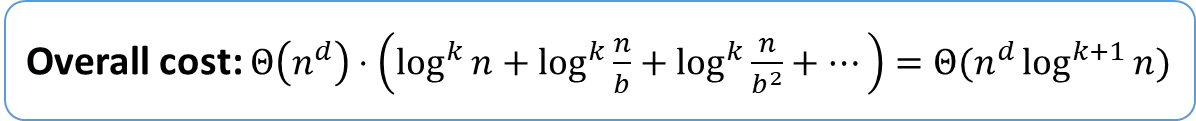 Overall cost: Θ(n^d) · (log^k n + log^k n/b + log^k n/b^2 + ⋯) = Θ(n^d log^{k+1} n)